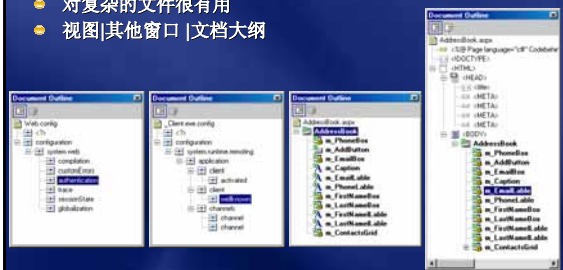 对复杂的文件很有用
视图|其他窗口 |文档大纲
Document Outline
Web.config
<?>
configuration
system.web
compilation
customErrors
authentication
trace
sessionState
globalization
Document Outline
_Client.exe.config
<?>
configuration
system.runtime.remoting
application
client
activated
client
wellknown
channels
channel
channel
Document Outline
AddressBook.aspx
AddressBook
m_PhoneBox
m_AddButton
m_EmailBox
m_Caption
m_EmailLable
m_PhoneLable
m_FirstNameBox
m_LastNameBox
m_FirstNameLable
m_LastNameLable
m_ContactsGrid
Document Outline
AddressBook.aspx
<%@ Page language="c#" Codebehin
<!DOCTYPE>
<HTML>
<HEAD>
<title>
<META>
<META>
<META>
<META>
<BODY>
AddressBook
m_PhoneBox
m_AddButton
m_EmailBox
m_Caption
m_EmailLable
m_PhoneLable
m_FirstNameBox
m_LastNameBox
m_FirstNameLable
m_LastNameLable
m_ContactsGrid